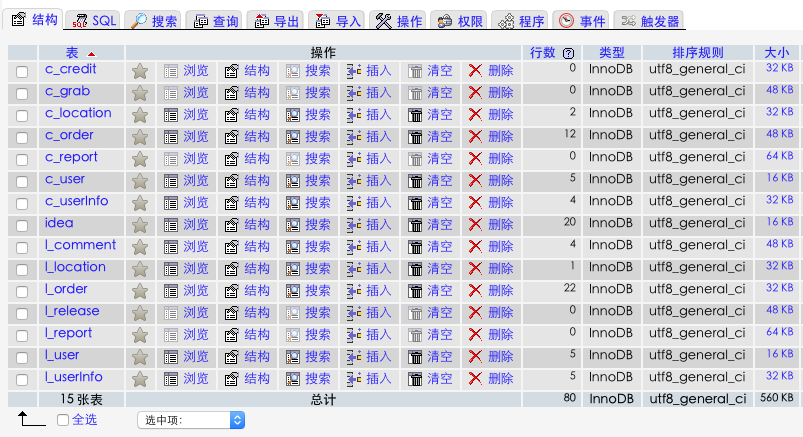 结构 SQL 搜索 查询 导出 导入 操作 权限 程序 事件 触发器
表 操作 行数 类型 排序规则 大小
c_credit 浏览 结构 搜索 插入 清空 删除 0 InnoDB utf8_general_ci 32 KB
c_grab 浏览 结构 搜索 插入 清空 删除 0 InnoDB utf8_general_ci 48 KB
c_location 浏览 结构 搜索 插入 清空 删除 2 InnoDB utf8_general_ci 32 KB
c_order 浏览 结构 搜索 插入 清空 删除 12 InnoDB utf8_general_ci 48 KB
c_report 浏览 结构 搜索 插入 清空 删除 0 InnoDB utf8_general_ci 64 KB
c_user 浏览 结构 搜索 插入 清空 删除 5 InnoDB utf8_general_ci 16 KB
c_userInfo 浏览 结构 搜索 插入 清空 删除 4 InnoDB utf8_general_ci 32 KB
idea 浏览 结构 搜索 插入 清空 删除 20 InnoDB utf8_general_ci 16 KB
l_comment 浏览 结构 搜索 插入 清空 删除 4 InnoDB utf8_general_ci 48 KB
l_location 浏览 结构 搜索 插入 清空 删除 1 InnoDB utf8_general_ci 32 KB
l_order 浏览 结构 搜索 插入 清空 删除 22 InnoDB utf8_general_ci 32 KB
l_release 浏览 结构 搜索 插入 清空 删除 0 InnoDB utf8_general_ci 48 KB
l_report 浏览 结构 搜索 插入 清空 删除 0 InnoDB utf8_general_ci 64 KB
l_user 浏览 结构 搜索 插入 清空 删除 5 InnoDB utf8_general_ci 16 KB
l_userInfo 浏览 结构 搜索 插入 清空 删除 5 InnoDB utf8_general_ci 32 KB
15 张表 总计 80 InnoDB utf8_general_ci 560 KB
全选 选中项: